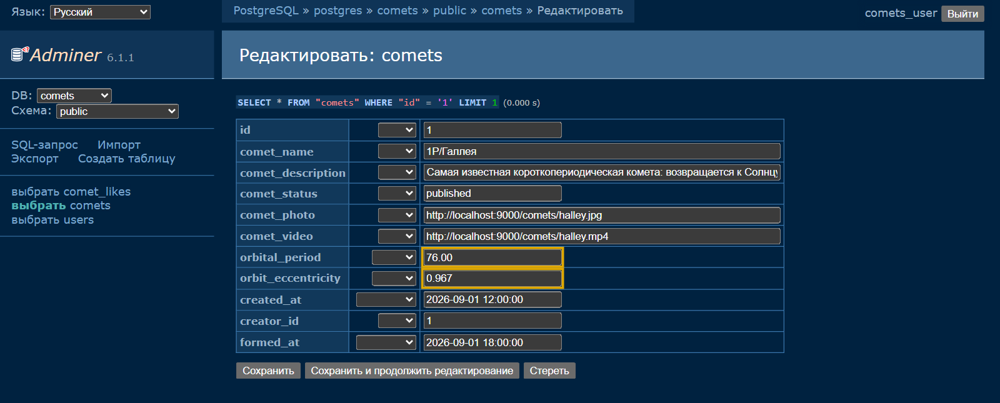 Язык: Русский
PostgreSQL » postgres » comets » public » comets » Редактировать
comets_user Выйти
Adminer 6.1.1
Редактировать: comets
DB: comets
Схема: public
SQL-запрос Импорт
Экспорт Создать таблицу
выбрать comet_likes
выбрать comets
выбрать users
SELECT * FROM "comets" WHERE "id" = '1' LIMIT 1 (0.000 s)
id 1
comet_name 1P/Галлея
comet_description Самая известная короткопериодическая комета: возвращается к Солнцу
comet_status published
comet_photo http://localhost:9000/comets/halley.jpg
comet_video http://localhost:9000/comets/halley.mp4
orbital_period 76.00
orbit_eccentricity 0.967
created_at 2026-09-01 12:00:00
creator_id 1
formed_at 2026-09-01 18:00:00
Сохранить Сохранить и продолжить редактирование Стереть